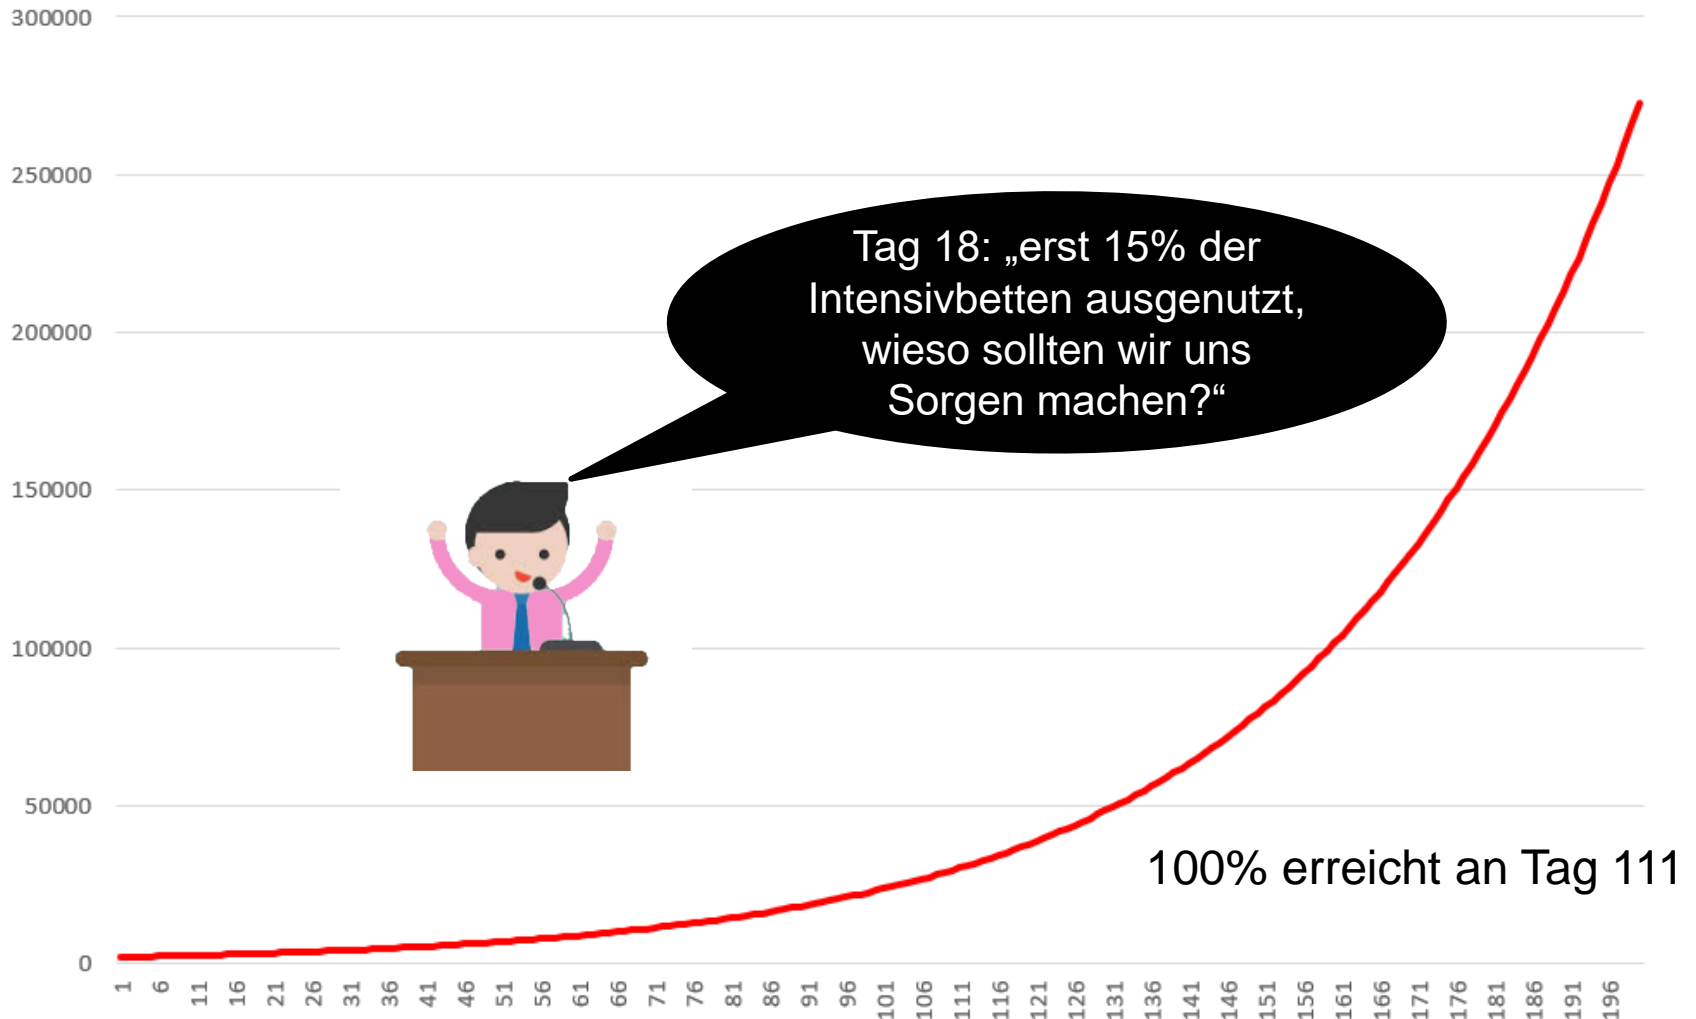 300000
250000
200000
150000
100000
50000
0
Tag 18: „erst 15% der
Intensivbetten ausgenutzt,
wieso sollten wir uns
Sorgen machen?“
100% erreicht an Tag 111
1 6 11 16 21 26 31 36 41 46 51 56 61 66 71 76 81 86 91 96 101 106 111 116 121 126 131 136 141 146 151 156 161 166 171 176 181 186 191 196